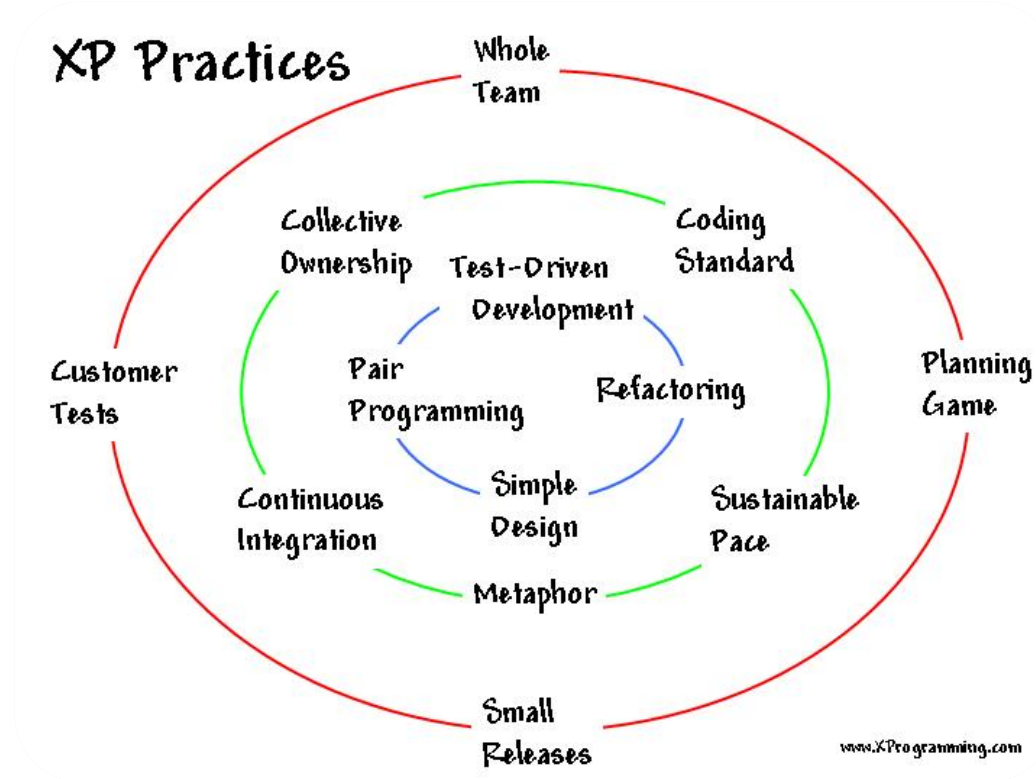 XP Practices
Whole
Team
Collective
Ownership
Coding
Standard
Test-Driven
Development
Customer
Tests
Pair
Programming
Refactoring
Planning
Game
Continuous
Integration
Simple
Design
Sustainable
Pace
Metaphor
Small
Releases
www.XProgramming.com